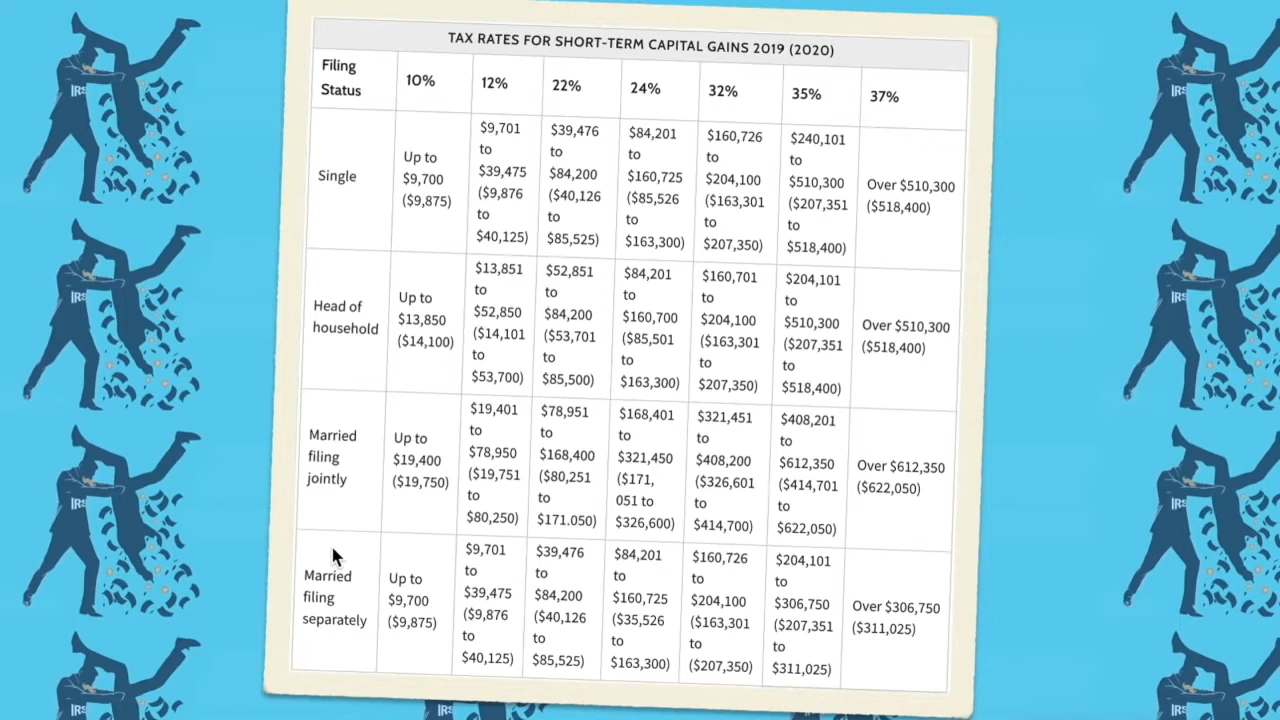 TAX RATES FOR SHORT-TERM CAPITAL GAINS 2019 (2020)
Filing
Status
10%
12%
22%
24%
32%
35%
37%
Single
Up to
$9,700
($9,875)
$9,701
to
$39,475
($9,876
to
$40,125)
$39,476
to
$84,200
($40,126
to
$85,525)
$84,201
to
$160,725
($85,526
to
$163,300)
$160,726
to
$204,100
($163,301
to
$207,350)
$240,101
to
$510,300
($207,351
to
$518,400)
Over $510,300
($518,400)
Head of
household
Up to
$13,850
($14,100)
$13,851
to
$52,850
($14,101
to
$53,700)
$52,851
to
$84,200
($53,701
to
$85,500)
$84,201
to
$160,700
($85,501
to
$163,300)
$160,701
to
$204,100
($163,301
to
$207,350)
$204,101
to
$510,300
($207,351
to
$518,400)
Over $510,300
($518,400)
Married
filing
jointly
Up to
$19,400
($19,750)
$19,401
to
$78,950
($19,751
to
$80,250)
$78,951
to
$168,400
($80,251
to
$171.050)
$168,401
to
$321,450
($171,
051 to
$326,600)
$321,451
to
$408,200
($326,601
to
$414,700)
$408,201
to
$612,350
($414,701
to
$622,050)
Over $612,350
($622,050)
Married
filing
separately
Up to
$9,700
($9,875)
$9,701
to
$39,475
($9,876
to
$40,125)
$39,476
to
$84,200
($40,126
to
$85,525)
$84,201
to
$160,725
($35,526
to
$163,300)
$160,726
to
$204,100
($163,301
to
($207,350)
$204,101
to
$306,750
($207,351
to
$311,025)
Over $306,750
($311,025)
IRS
IRS
IRS
IRS
IRS
IRS
IRS
IRS
IRS
IRS